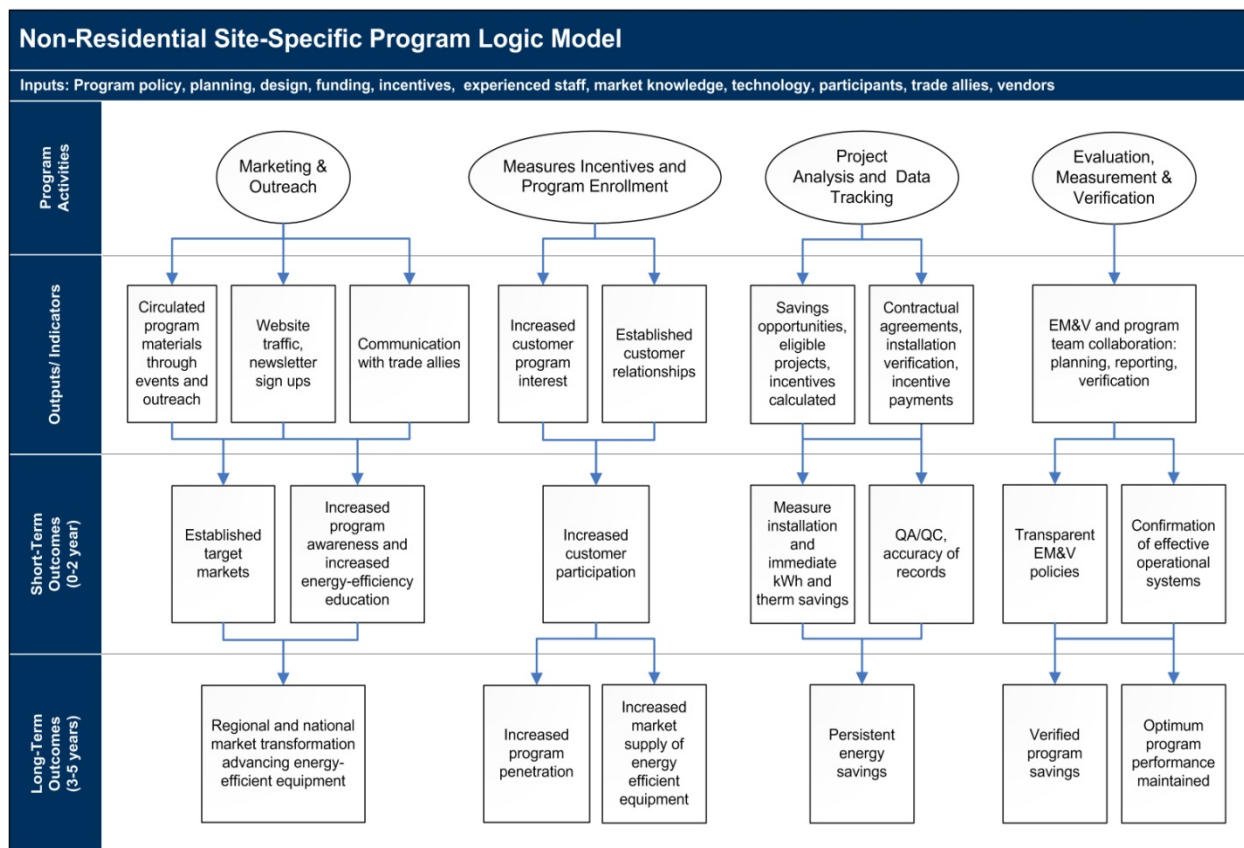 Non-Residential Site-Specific Program Logic Model
Inputs: Program policy, planning, design, funding, incentives, experienced staff, market knowledge, technology, participants, trade allies, vendors
Program
Activities
Marketing &
Outreach
Measures Incentives and
Program Enrollment
Project
Analysis and Data
Tracking
Evaluation,
Measurement &
Verification
Outputs/ Indicators
Circulated
program
materials
through
events and
outreach
Website
traffic,
newsletter
sign ups
Communication
with trade allies
Increased
customer
program
interest
Established
customer
relationships
Savings
opportunities,
eligible
projects,
incentives
calculated
Contractual
agreements,
installation
verification,
incentive
payments
EM&V and program
team collaboration:
planning, reporting,
verification
Short-Term
Outcomes
(0-2 year)
Established
target
markets
Increased
program
awareness and
increased
energy-efficiency
education
Increased
customer
participation
Measure
installation
and
immediate
kWh and
therm savings
QA/QC,
accuracy of
records
Transparent
EM&V
policies
Confirmation
of effective
operational
systems
Long-Term
Outcomes
(3-5 years)
Regional and national
market transformation
advancing energy-
efficient equipment
Increased
program
penetration
Increased
market
supply of
energy
efficient
equipment
Persistent
energy
savings
Verified
program
savings
Optimum
program
performance
maintained